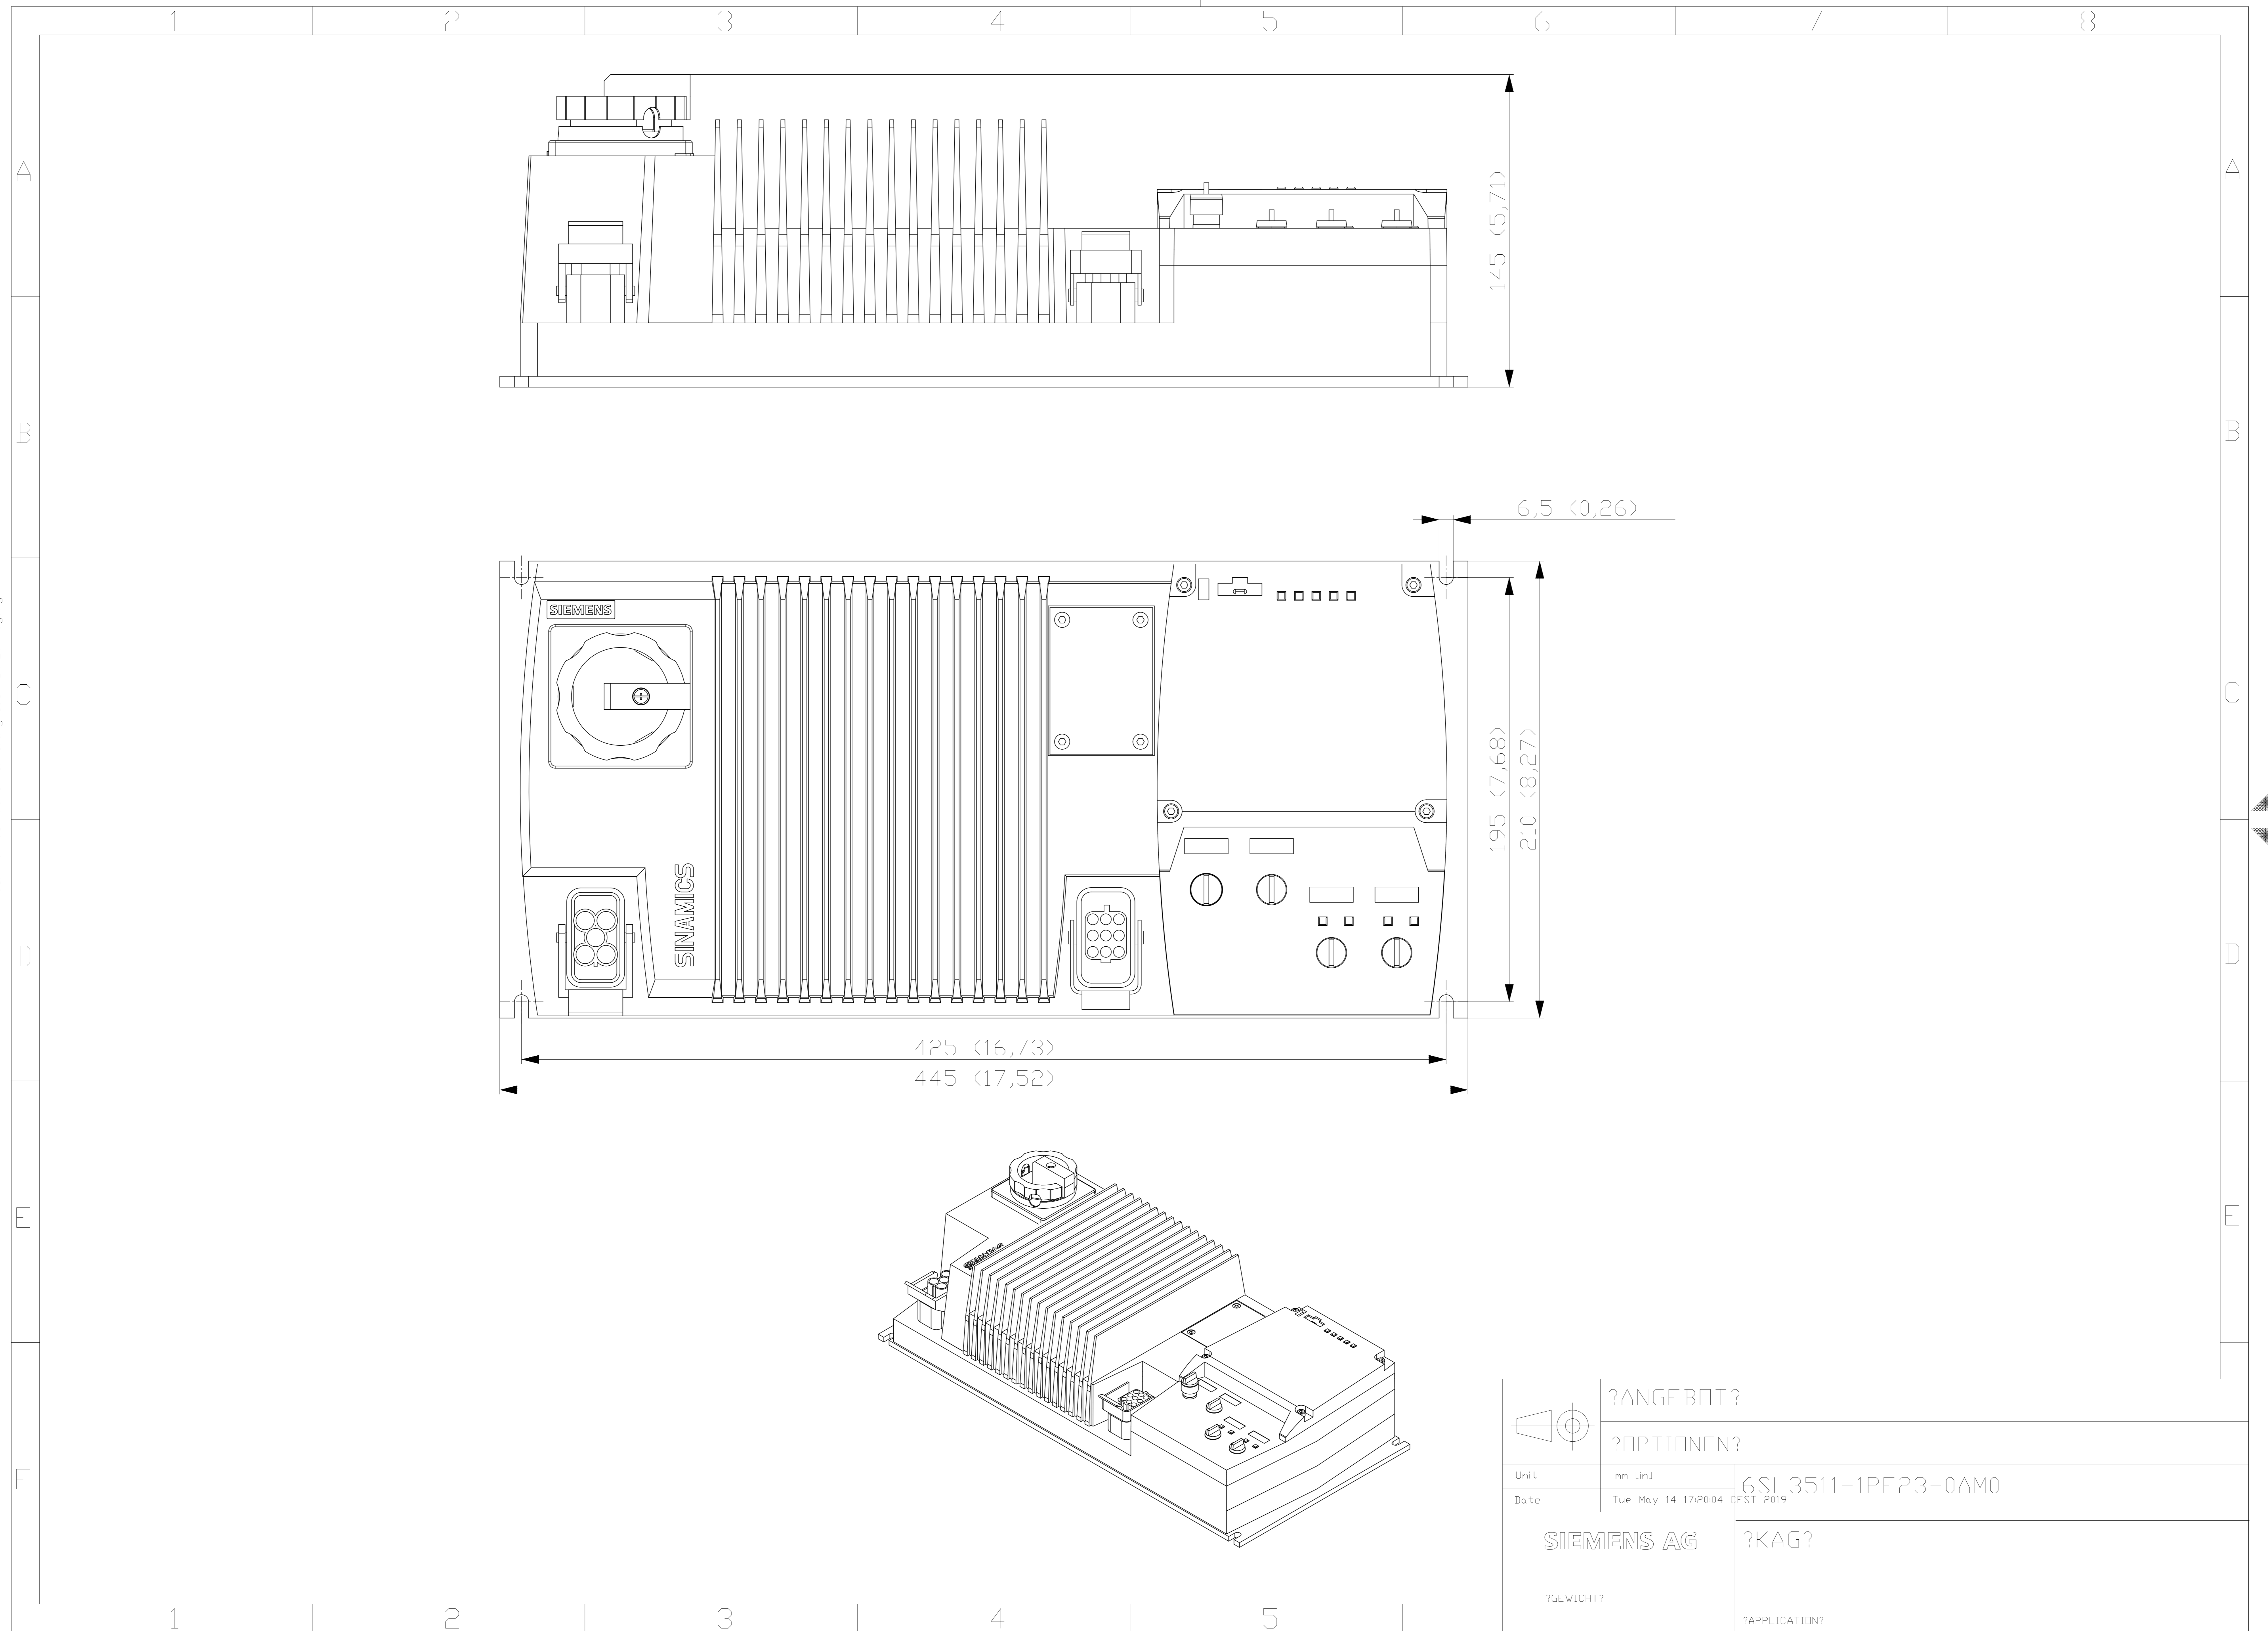 1 2 3 4 5 6 7 8
A A
145 (5,71)
B B
6,5 (0,26)
SIEMENS
C C
195 (7,68)
210 (8,27)
SINAMICS
D D
425 (16,73)
445 (17,52)
E E
?ANGEBOT?
?OPTIONEN?
F
Unit mm [in]
6SL3511-1PE23-0AM0
Date Tue May 14 17:20:04 CEST 2019
SIEMENS AG
?KAG?
?GEWICHT?
1 2 3 4 5
?APPLICATION?